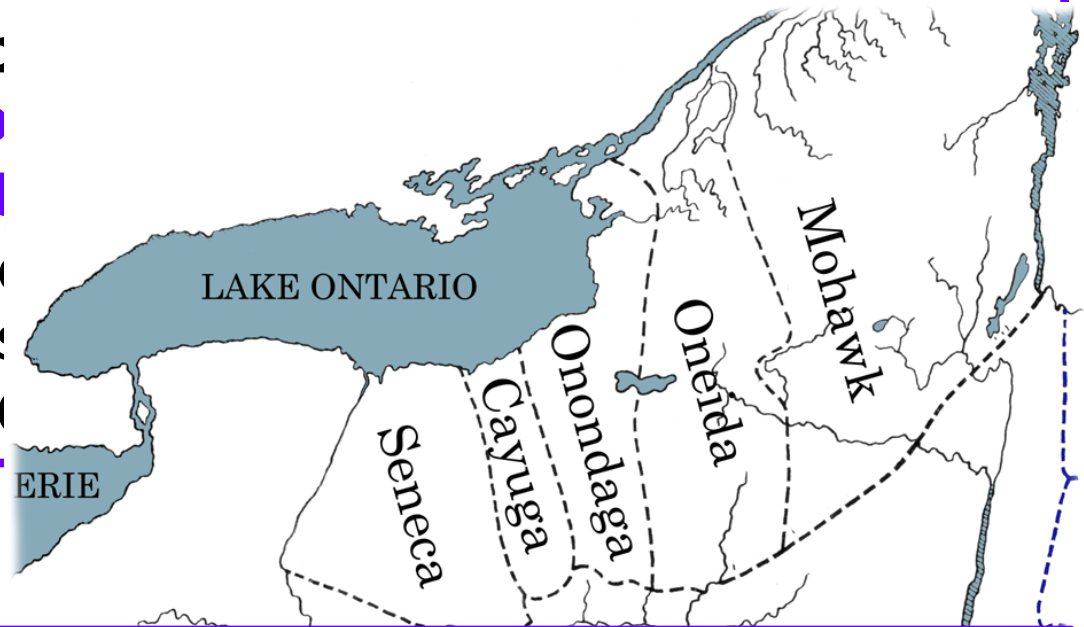 LAKE ONTARIO
ERIE
Seneca
Cayuga
Onondaga
Oneida
Mohawk